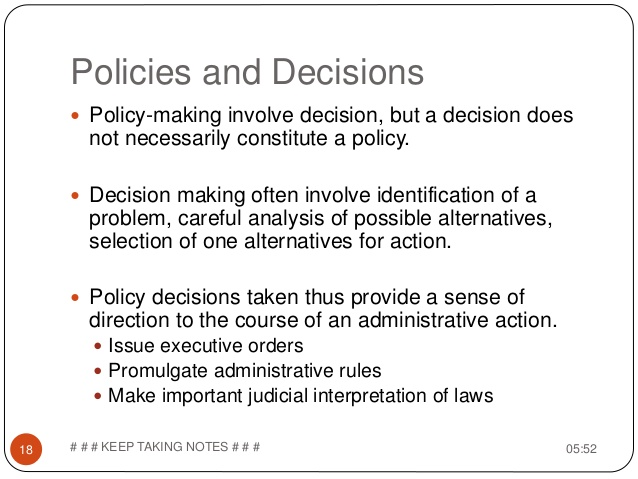 Policies and Decisions
• Policy-making involve decision, but a decision does
not necessarily constitute a policy.
• Decision making often involve identification of a
problem, careful analysis of possible alternatives,
selection of one alternatives for action.
• Policy decisions taken thus provide a sense of
direction to the course of an administrative action.
• Issue executive orders
• Promulgate administrative rules
• Make important judicial interpretation of laws
18 # # # KEEP TAKING NOTES # # # 05:52